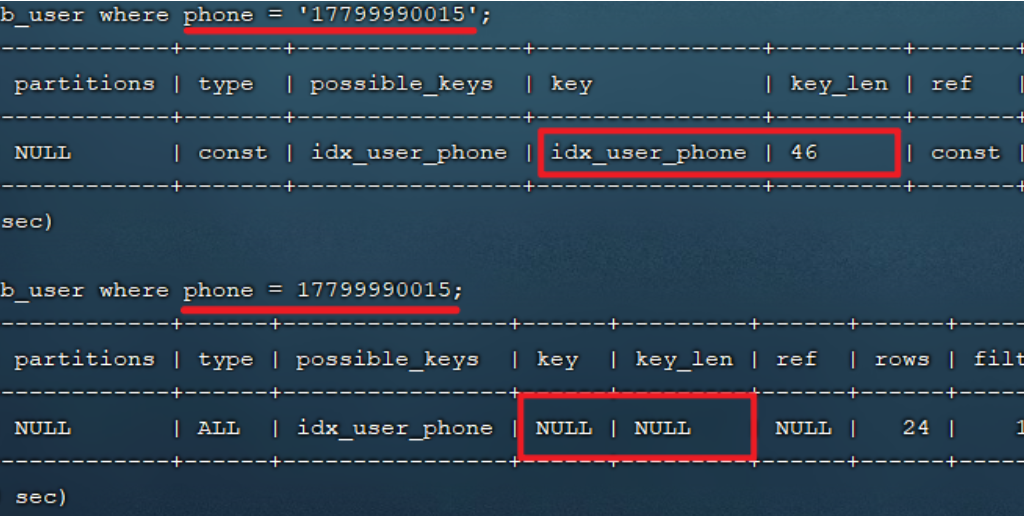 b_user where phone = '17799990015';
------------+-------+-----------------+-----------------+---------+-------+
partitions | type | possible_keys | key | key_len | ref |
------------+-------+-----------------+-----------------+---------+-------+
NULL | const | idx_user_phone | idx_user_phone | 46 | const |
------------+-------+-----------------+-----------------+---------+-------+
sec)
b_user where phone = 17799990015;
------------+------+----------------+------+---------+------+------+-----
partitions | type | possible_keys | key | key_len | ref | rows | filt
------------+------+----------------+------+---------+------+------+-----
NULL | ALL | idx_user_phone | NULL | NULL | NULL | 24 | 1
------------+------+----------------+------+---------+------+------+-----
sec)